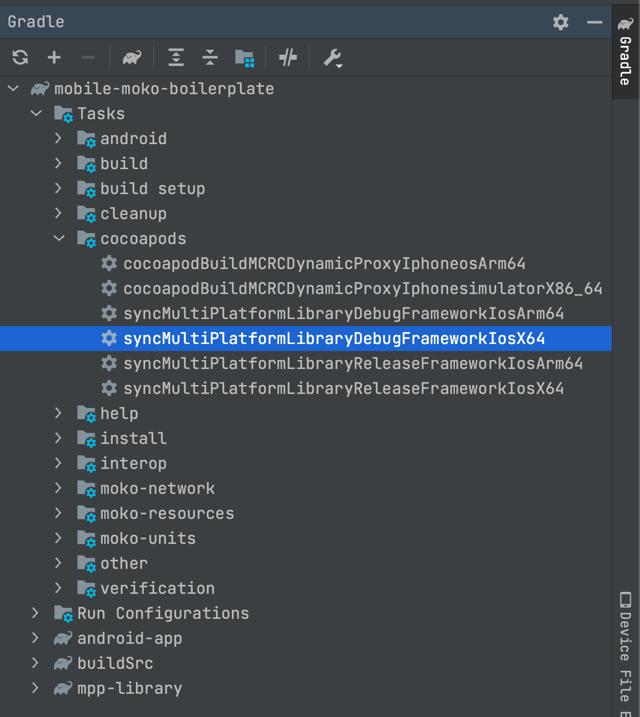 Gradle
mobile-moko-boilerplate
Tasks
android
build
build setup
cleanup
cocoapods
cocoapodBuildMCRCDynamicProxyIphoneosArm64
cocoapodBuildMCRCDynamicProxyIphonesimulatorX86_64
syncMultiPlatformLibraryDebugFrameworkIosArm64
syncMultiPlatformLibraryDebugFrameworkIosX64
syncMultiPlatformLibraryReleaseFrameworkIosArm64
syncMultiPlatformLibraryReleaseFrameworkIosX64
help
install
interop
moko-network
moko-resources
moko-units
other
verification
Run Configurations
android-app
buildSrc
mpp-library
Gradle
Device File